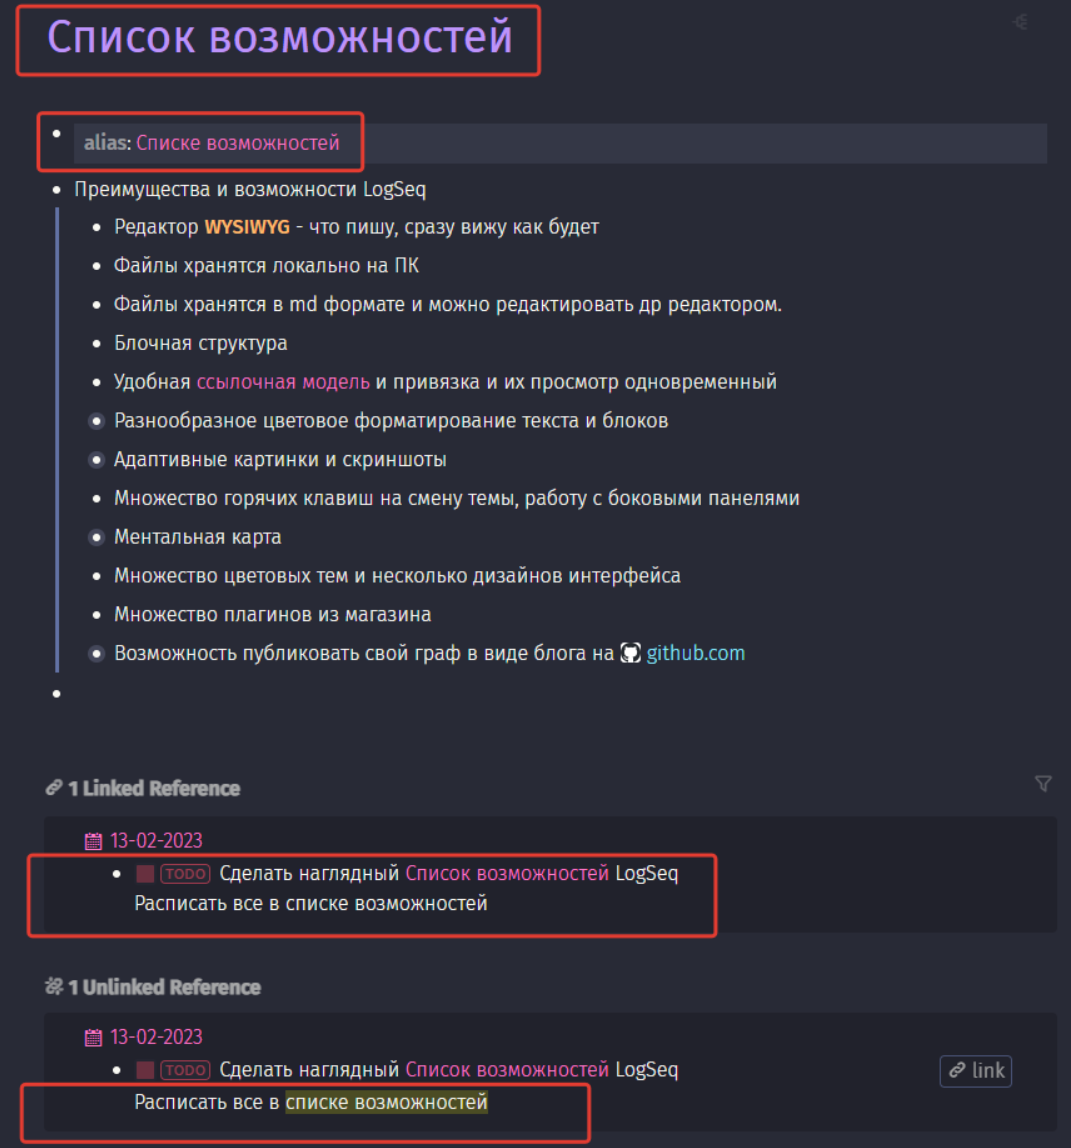 Список возможностей
alias: Списке возможностей
Преимущества и возможности LogSeq
Редактор WYSIWYG - что пишу, сразу вижу как будет
Файлы хранятся локально на ПК
Файлы хранятся в md формате и можно редактировать др редактором.
Блочная структура
Удобная ссылочная модель и привязка и их просмотр одновременный
Разнообразное цветовое форматирование текста и блоков
Адаптивные картинки и скриншоты
Множество горячих клавиш на смену темы, работу с боковыми панелями
Ментальная карта
Множество цветовых тем и несколько дизайнов интерфейса
Множество плагинов из магазина
Возможность публиковать свой граф в виде блога на github.com
1 Linked Reference
13-02-2023
TODO Сделать наглядный Список возможностей LogSeq
Расписать все в списке возможностей
1 Unlinked Reference
13-02-2023
TODO Сделать наглядный Список возможностей LogSeq link
Расписать все в списке возможностей